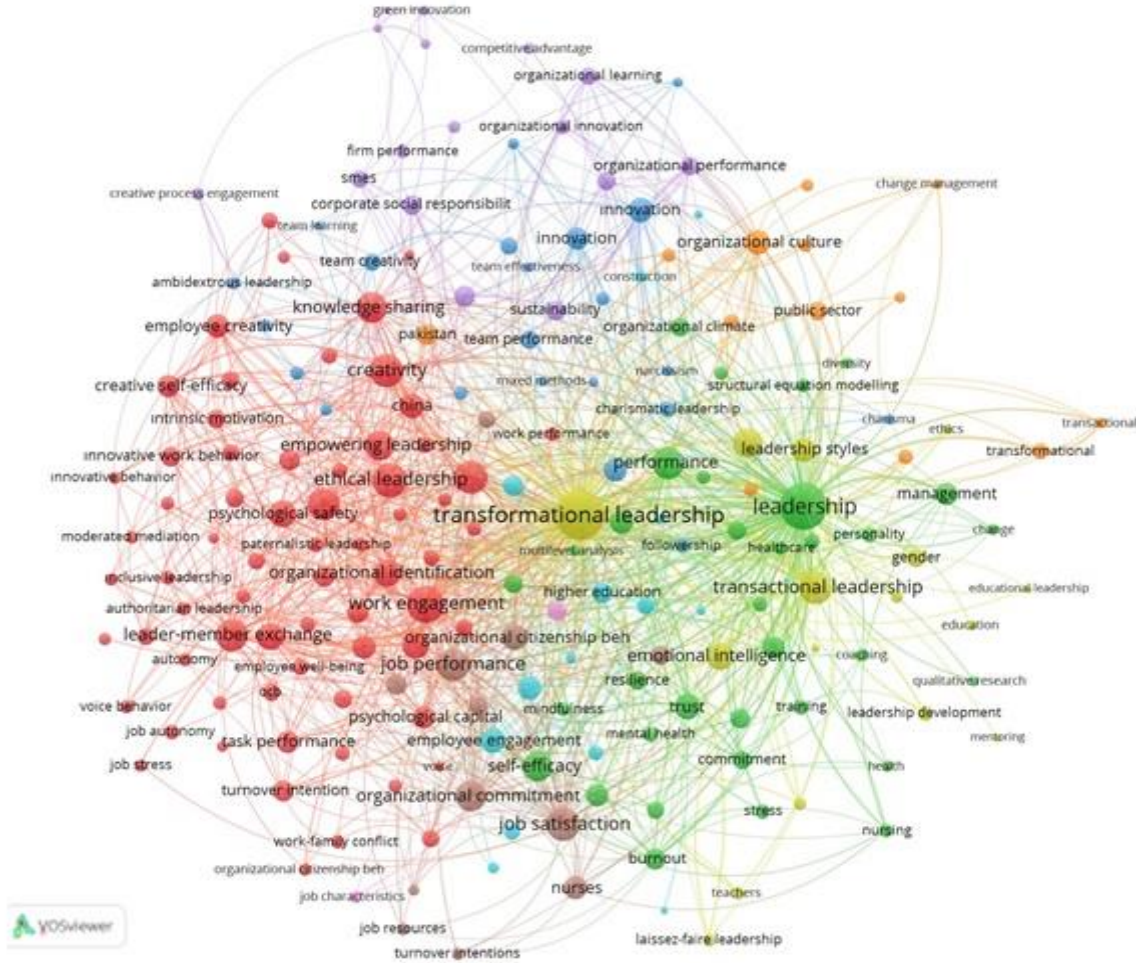 green innovation
competitive advantage
organizational learning
organizational innovation
firm performance
organizational performance
smes
creative process engagement
change management
corporate social responsibilit
innovation
team learning
innovation
organizational culture
team creativity
team effectiveness
construction
ambidextrous leadership
knowledge sharing
sustainability
public sector
employee creativity
pakistan
team performance
organizational climate
diversity
creativity
narcissism
creative self-efficacy
mixed methods
structural equation modelling
china
charismatic leadership
intrinsic motivation
charisma
transactional
work performance
ethics
empowering leadership
leadership styles
transformational
innovative work behavior
performance
innovative behavior
ethical leadership
management
leadership
psychological safety
transformational leadership
change
moderated mediation
personality
paternalistic leadership
followership
healthcare
multilevel analysis
gender
organizational identification
inclusive leadership
transactional leadership
educational leadership
higher education
work engagement
authoritarian leadership
education
leader-member exchange
organizational citizenship beh
autonomy
job performance
emotional intelligence
coaching
employee well-being
resilience
qualitative research
ocb
voice behavior
mindfulness
trust
training
leadership development
psychological capital
job autonomy
mental health
mentoring
task performance
employee engagement
commitment
job stress
voice
self-efficacy
health
turnover intention
organizational commitment
stress
job satisfaction
nursing
work-family conflict
burnout
organizational citizenship beh
nurses
teachers
job characteristics
job resources
laissez-faire leadership
turnover intentions
VOSviewer